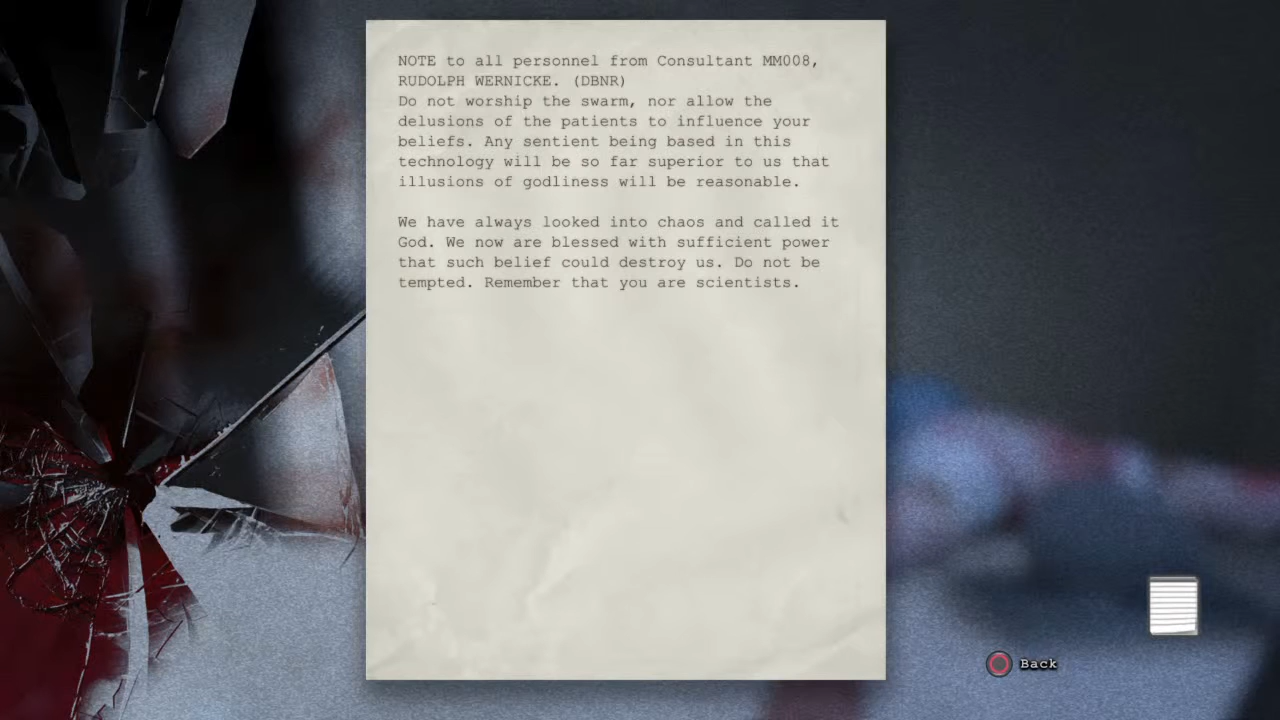 NOTE to all personnel from Consultant MM008,
RUDOLPH WERNICKE. (DBNR)
Do not worship the swarm, nor allow the
delusions of the patients to influence your
beliefs. Any sentient being based in this
technology will be so far superior to us that
illusions of godliness will be reasonable.
We have always looked into chaos and called it
God. We now are blessed with sufficient power
that such belief could destroy us. Do not be
tempted. Remember that you are scientists.
Back